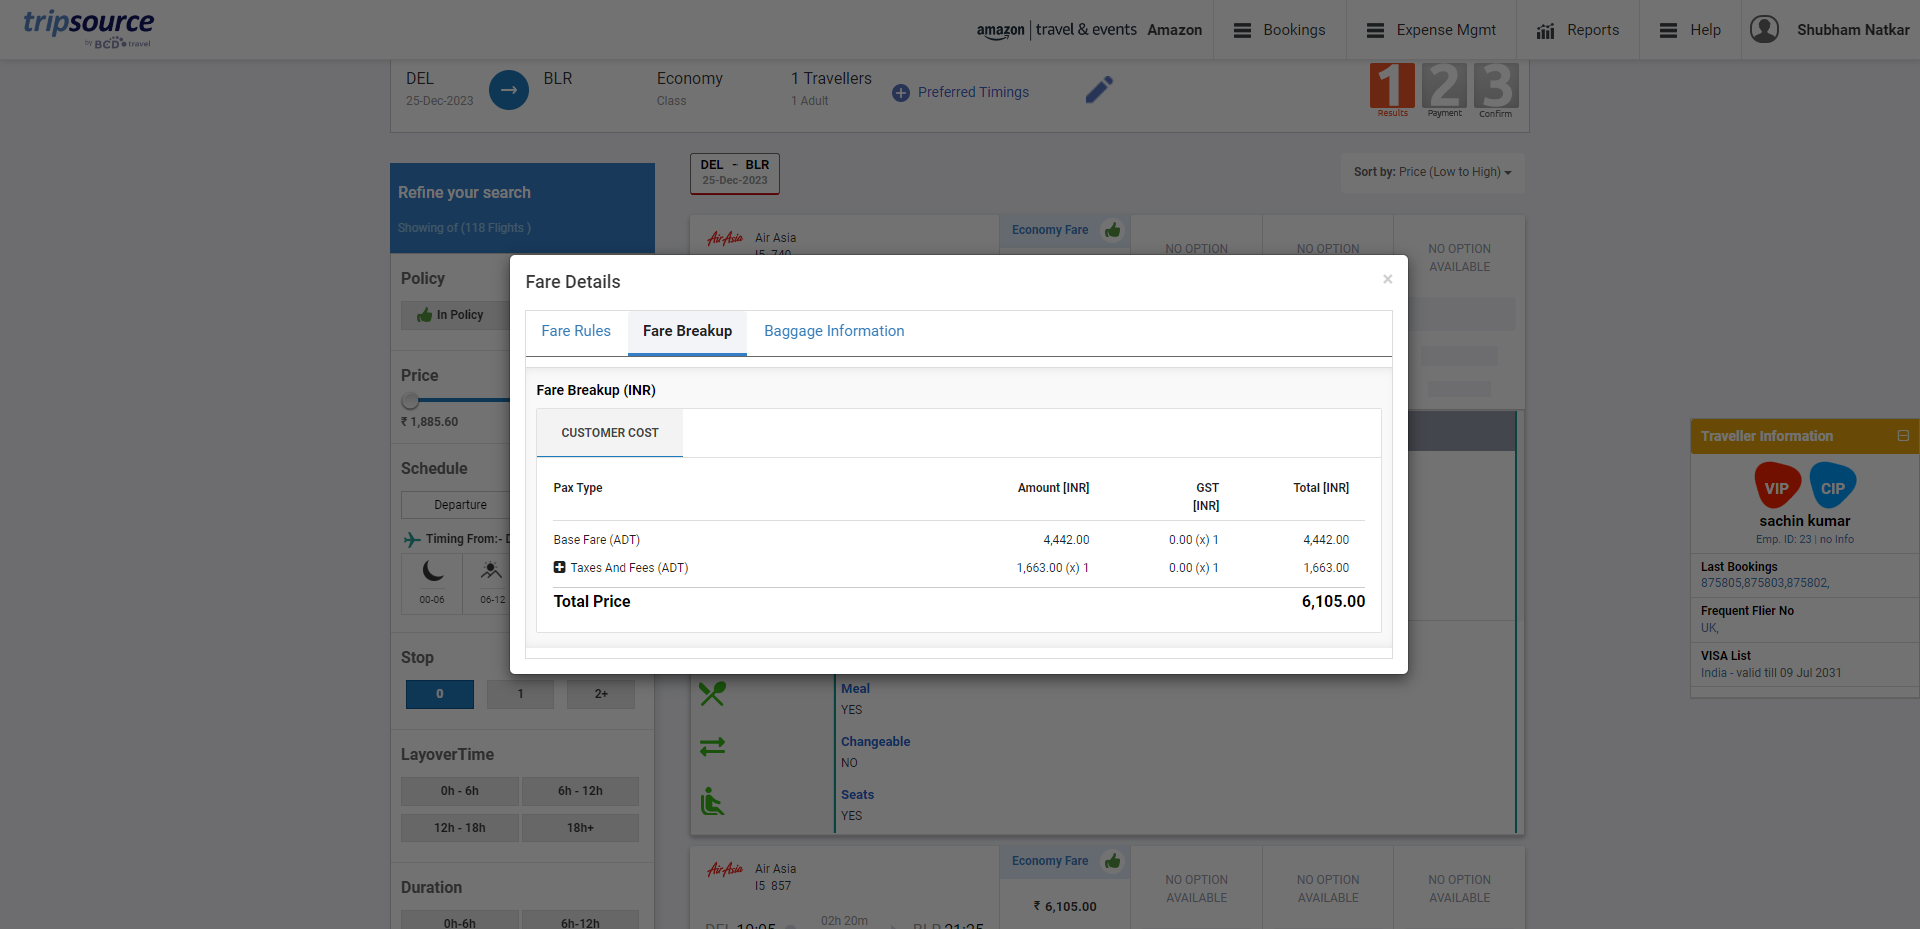 tripsource
by BCD travel
amazon | travel & events Amazon
Bookings
Expense Mgmt
Reports
Help
Shubham Natkar
DEL
25-Dec-2023
BLR
Economy
Class
1 Travellers
1 Adult
Preferred Timings
1 2 3
Results Payment Confirm
DEL - BLR
25-Dec-2023
Sort by: Price (Low to High)
Refine your search
Showing of (118 Flights )
Policy
In Policy
Price
₹ 1,885.60
Schedule
Departure
Timing From:-
00-06
06-12
Stop
0
1
2+
LayoverTime
0h - 6h
6h - 12h
12h - 18h
18h+
Duration
0h-6h
6h-12h
AirAsia
Air Asia
I5 740
Economy Fare
NO OPTION
NO OPTION
NO OPTION
AVAILABLE
Fare Details
×
Fare Rules
Fare Breakup
Baggage Information
Fare Breakup (INR)
CUSTOMER COST
Pax Type Amount [INR] GST [INR] Total [INR]
Base Fare (ADT) 4,442.00 0.00 (x) 1 4,442.00
Taxes And Fees (ADT) 1,663.00 (x) 1 0.00 (x) 1 1,663.00
Total Price 6,105.00
Meal
YES
Changeable
NO
Seats
YES
AirAsia
Air Asia
I5 857
Economy Fare
₹ 6,105.00
NO OPTION
AVAILABLE
NO OPTION
AVAILABLE
NO OPTION
AVAILABLE
02h 20m
Traveller Information
VIP
CIP
sachin kumar
Emp. ID: 23 | no Info
Last Bookings
875805,875803,875802,
Frequent Flier No
UK,
VISA List
India - valid till 09 Jul 2031